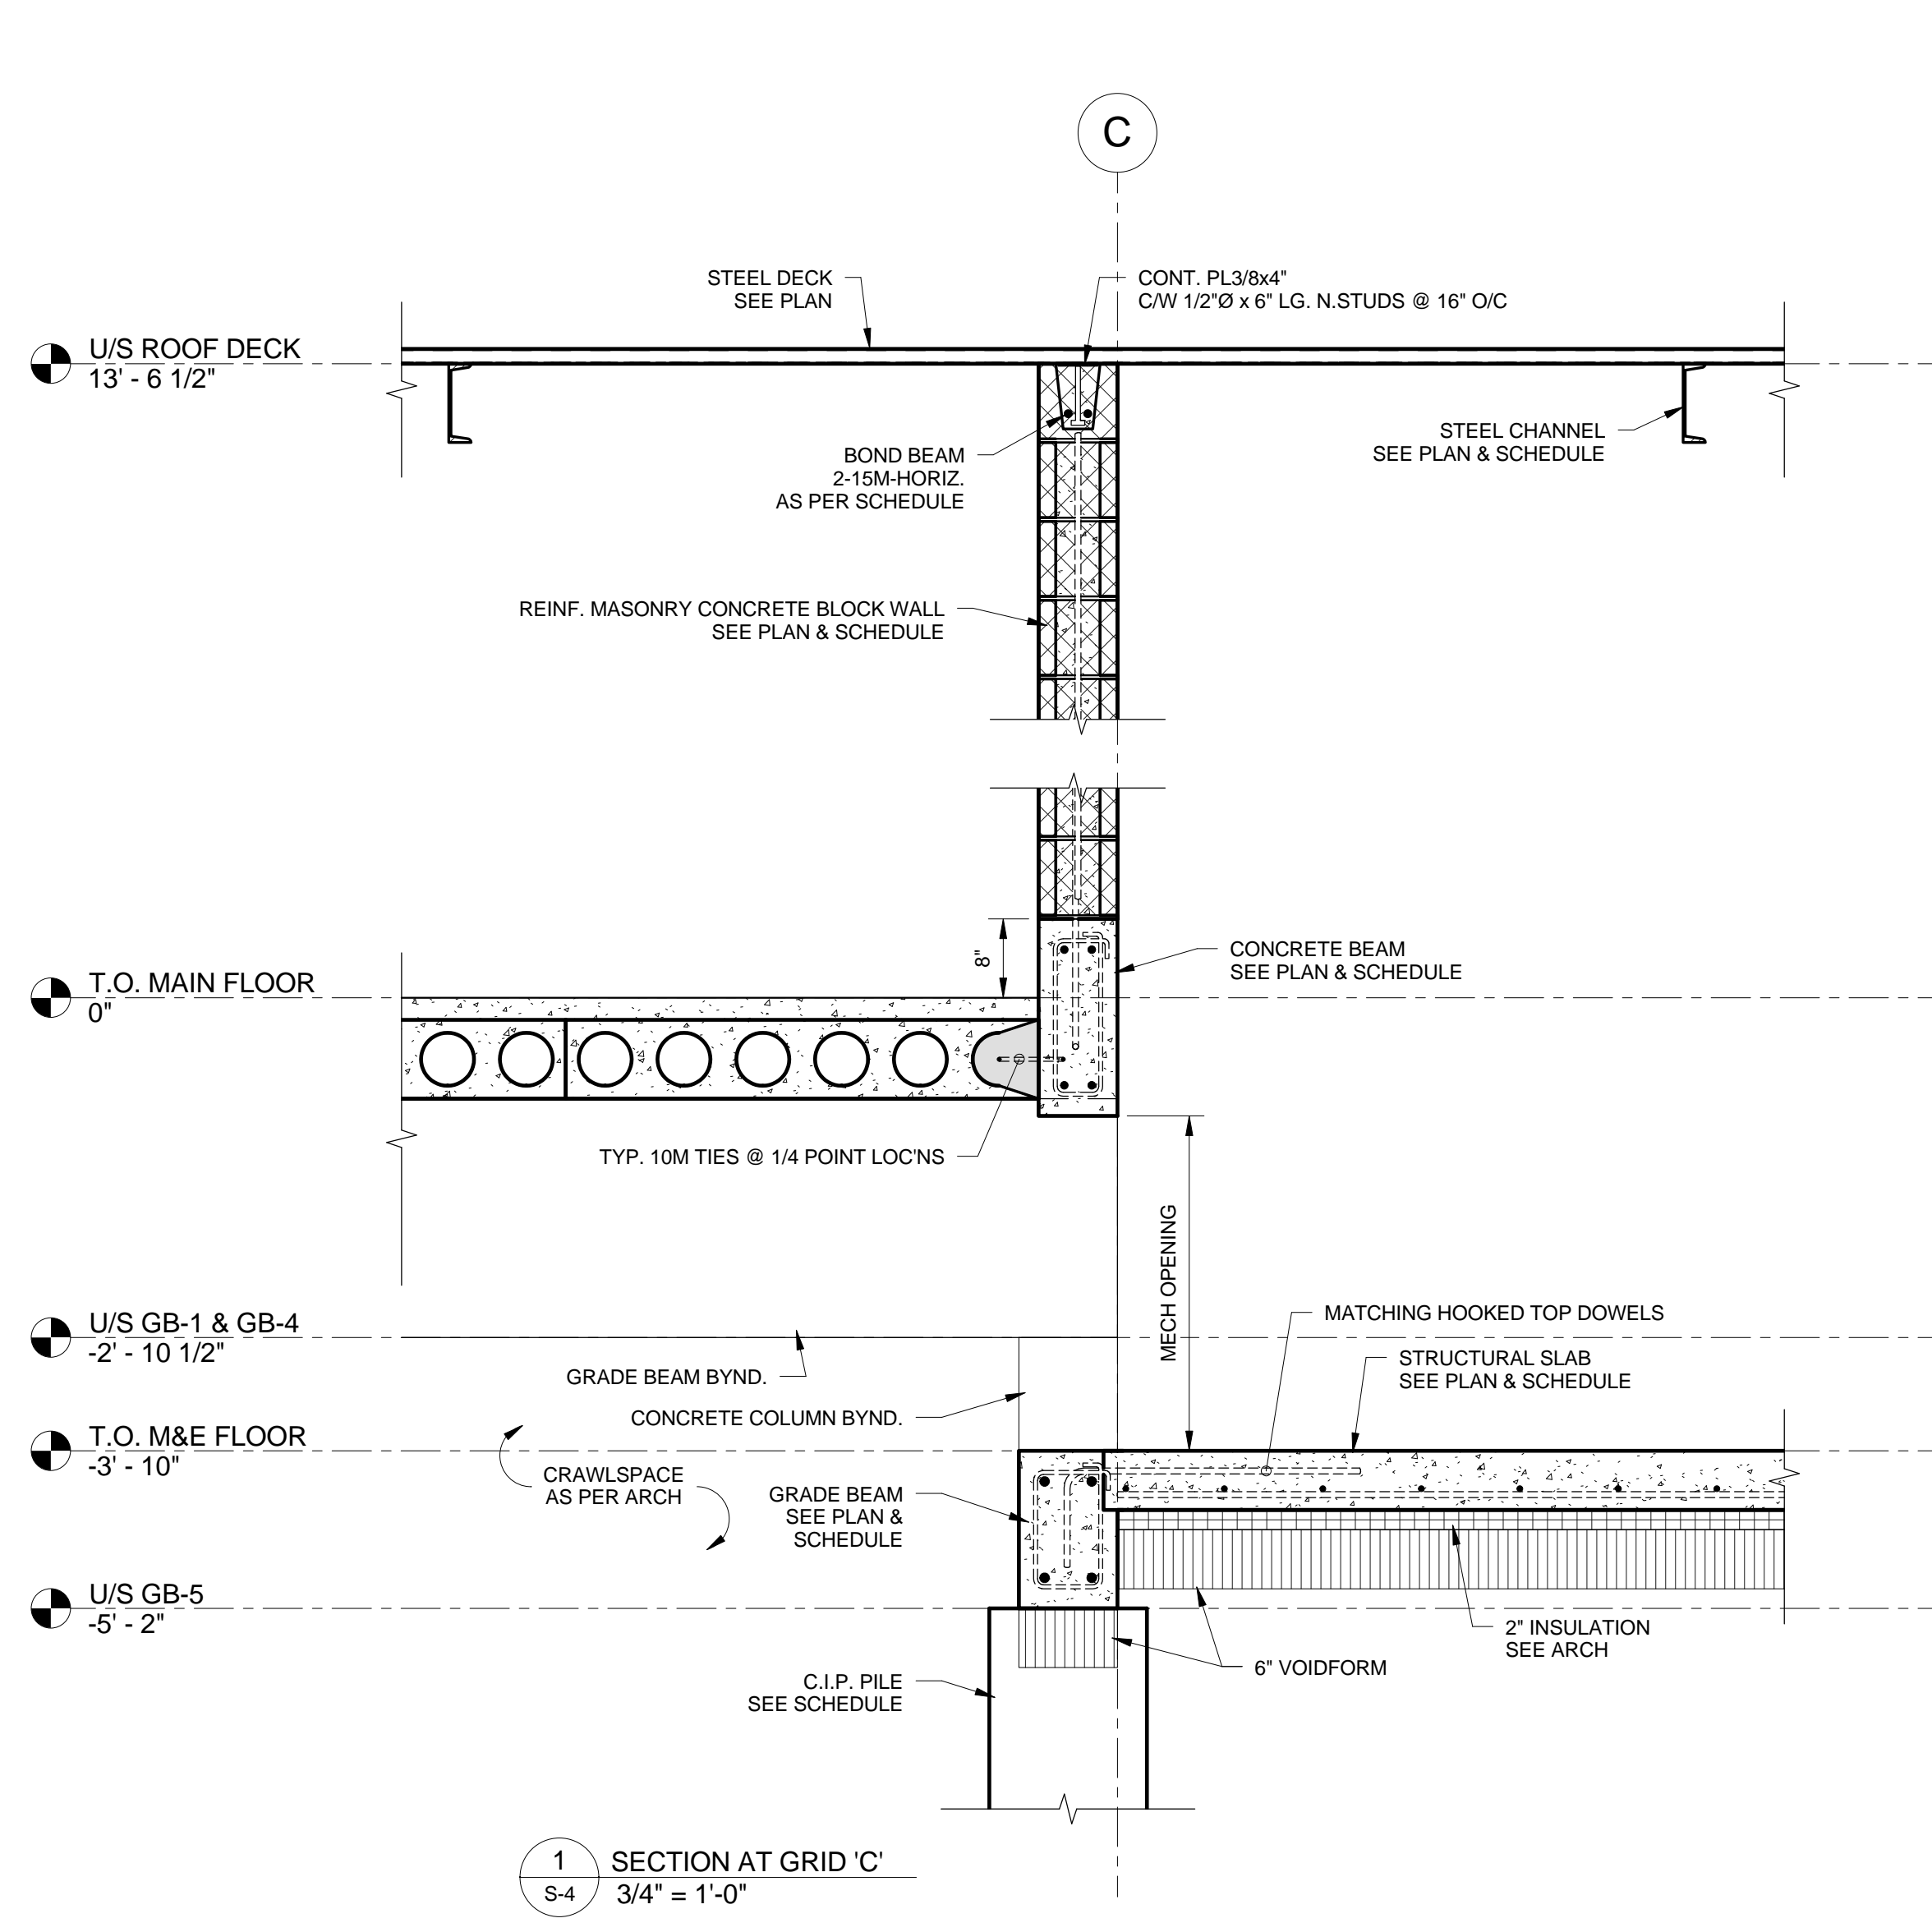 C
STEEL DECK
SEE PLAN
CONT. PL3/8x4"
C/W 1/2"Ø x 6" LG. N.STUDS @ 16" O/C
U/S ROOF DECK
13' - 6 1/2"
STEEL CHANNEL
SEE PLAN & SCHEDULE
BOND BEAM
2-15M-HORIZ.
AS PER SCHEDULE
REINF. MASONRY CONCRETE BLOCK WALL
SEE PLAN & SCHEDULE
8"
CONCRETE BEAM
SEE PLAN & SCHEDULE
T.O. MAIN FLOOR
0"
TYP. 10M TIES @ 1/4 POINT LOC'NS
MECH OPENING
U/S GB-1 & GB-4
-2' - 10 1/2"
MATCHING HOOKED TOP DOWELS
STRUCTURAL SLAB
SEE PLAN & SCHEDULE
GRADE BEAM BYND.
CONCRETE COLUMN BYND.
T.O. M&E FLOOR
-3' - 10"
CRAWLSPACE
AS PER ARCH
GRADE BEAM
SEE PLAN &
SCHEDULE
U/S GB-5
-5' - 2"
2" INSULATION
SEE ARCH
6" VOIDFORM
C.I.P. PILE
SEE SCHEDULE
1
S-4
SECTION AT GRID 'C'
3/4" = 1'-0"